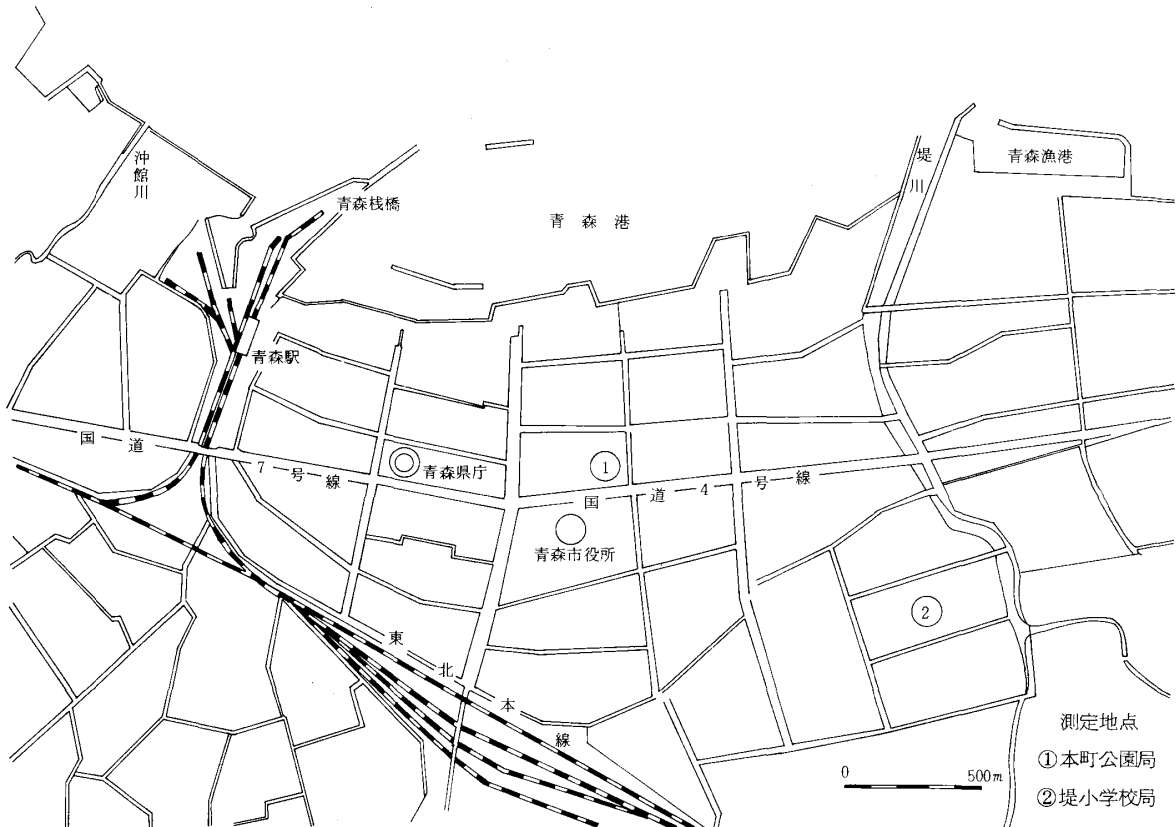 沖館川
青森桟橋
青森港
堤川
青森漁港
青森駅
国道7号線
青森県庁
①
国道4号線
青森市役所
②
東北本線
測定地点
①本町公園局
②堤小学校局
0 500m